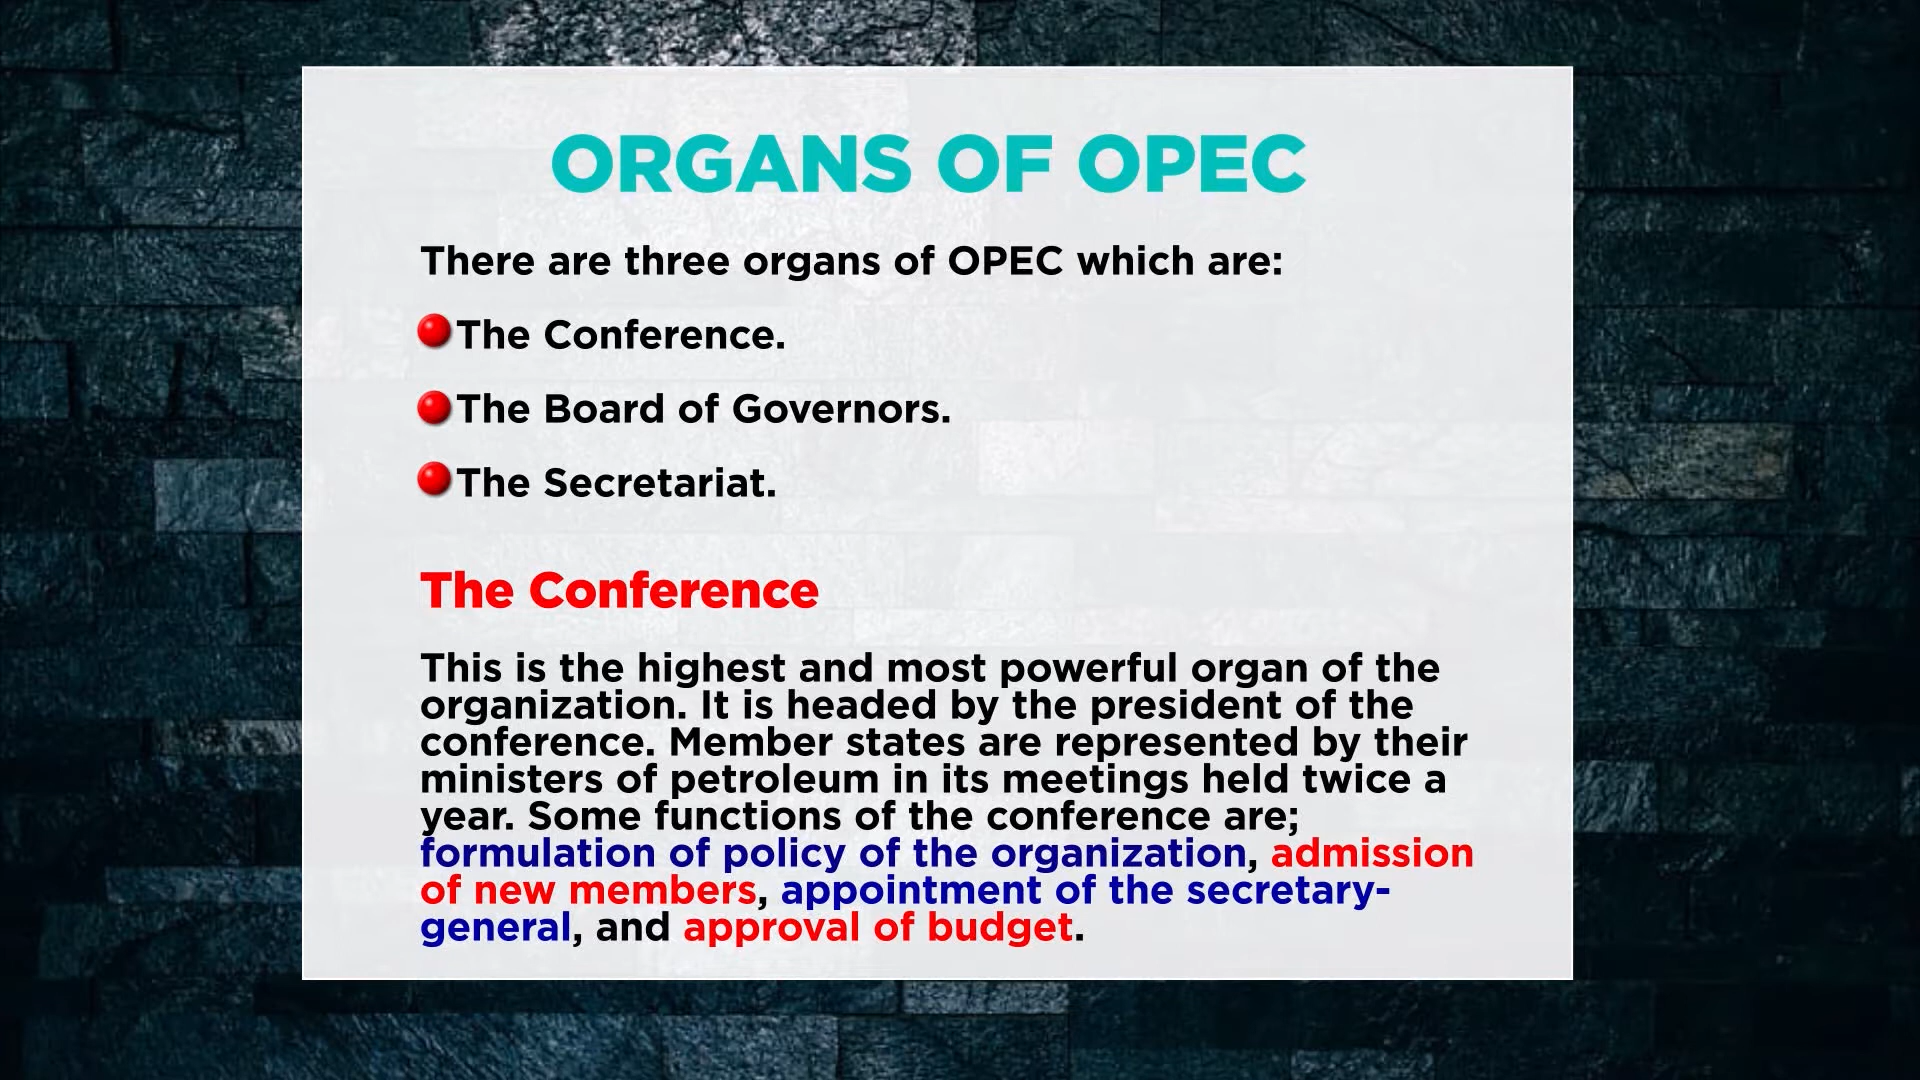 ORGANS OF OPEC
There are three organs of OPEC which are:
The Conference.
The Board of Governors.
The Secretariat.
The Conference
This is the highest and most powerful organ of the
organization. It is headed by the president of the
conference. Member states are represented by their
ministers of petroleum in its meetings held twice a
year. Some functions of the conference are;
formulation of policy of the organization, admission
of new members, appointment of the secretary-
general, and approval of budget.